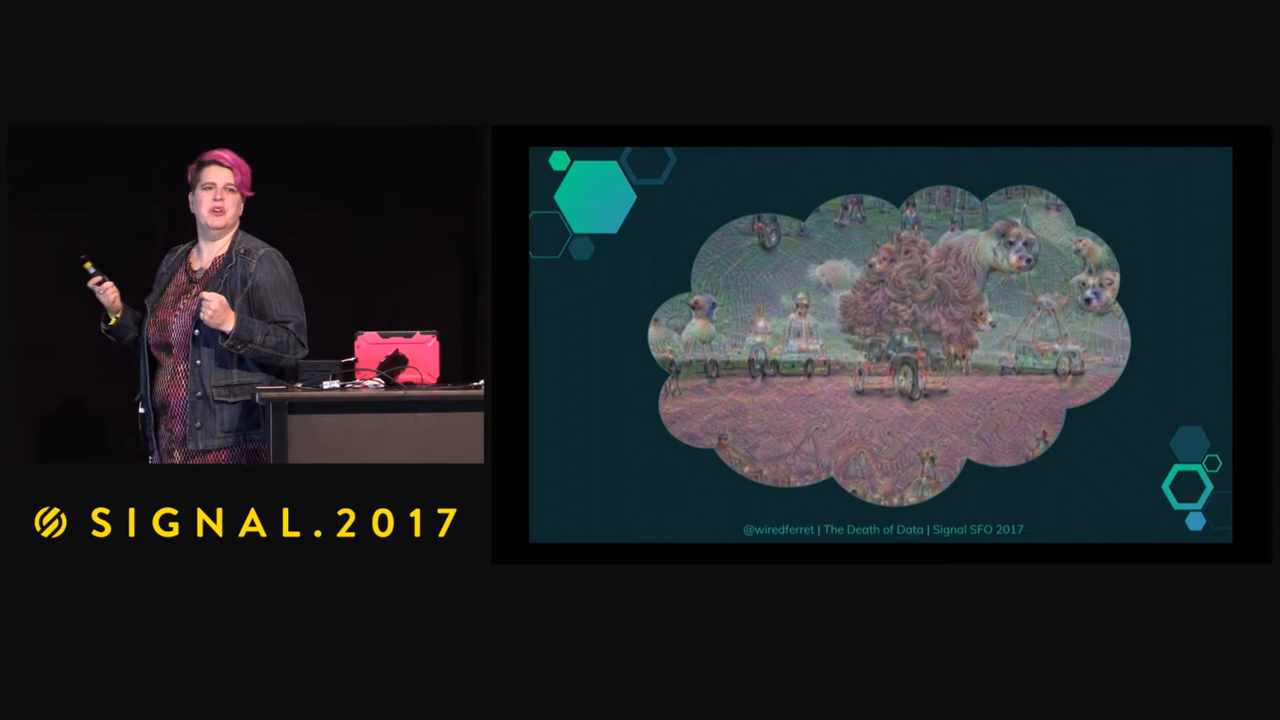 SIGNAL.2017
@wiredferret | The Death of Data | Signal SFO 2017